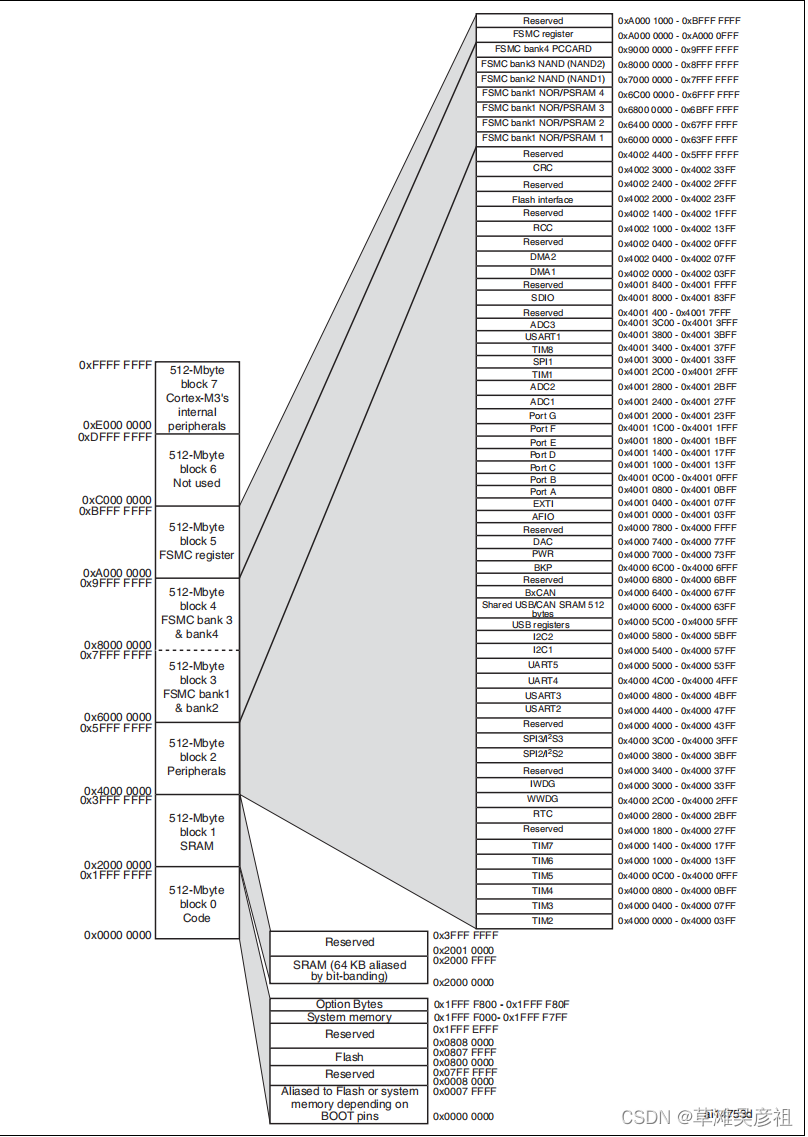 Reserved 0xA000 1000 - 0xBFFF FFFF
FSMC register 0xA000 0000 - 0xA000 0FFF
FSMC bank4 PCCARD 0x9000 0000 - 0x9FFF FFFF
FSMC bank3 NAND (NAND2) 0x8000 0000 - 0x8FFF FFFF
FSMC bank2 NAND (NAND1) 0x7000 0000 - 0x7FFF FFFF
FSMC bank1 NOR/PSRAM 4 0x6C00 0000 - 0x6FFF FFFF
FSMC bank1 NOR/PSRAM 3 0x6800 0000 - 0x6BFF FFFF
FSMC bank1 NOR/PSRAM 2 0x6400 0000 - 0x67FF FFFF
FSMC bank1 NOR/PSRAM 1 0x6000 0000 - 0x63FF FFFF
Reserved 0x4002 4400 - 0x5FFF FFFF
CRC 0x4002 3000 - 0x4002 33FF
Reserved 0x4002 2400 - 0x4002 2FFF
Flash interface 0x4002 2000 - 0x4002 23FF
Reserved 0x4002 1400 - 0x4002 1FFF
RCC 0x4002 1000 - 0x4002 13FF
Reserved 0x4002 0400 - 0x4002 0FFF
DMA2 0x4002 0400 - 0x4002 07FF
DMA1 0x4002 0000 - 0x4002 03FF
Reserved 0x4001 8400 - 0x4001 FFFF
SDIO 0x4001 8000 - 0x4001 83FF
Reserved 0x4001 400 - 0x4001 7FFF
ADC3 0x4001 3C00 - 0x4001 3FFF
USART1 0x4001 3800 - 0x4001 3BFF
TIM8 0x4001 3400 - 0x4001 37FF
SPI1 0x4001 3000 - 0x4001 33FF
TIM1 0x4001 2C00 - 0x4001 2FFF
ADC2 0x4001 2800 - 0x4001 2BFF
ADC1 0x4001 2400 - 0x4001 27FF
Port G 0x4001 2000 - 0x4001 23FF
Port F 0x4001 1C00 - 0x4001 1FFF
Port E 0x4001 1800 - 0x4001 1BFF
Port D 0x4001 1400 - 0x4001 17FF
Port C 0x4001 1000 - 0x4001 13FF
Port B 0x4001 0C00 - 0x4001 0FFF
Port A 0x4001 0800 - 0x4001 0BFF
EXTI 0x4001 0400 - 0x4001 07FF
AFIO 0x4001 0000 - 0x4001 03FF
Reserved 0x4000 7800 - 0x4000 FFFF
DAC 0x4000 7400 - 0x4000 77FF
PWR 0x4000 7000 - 0x4000 73FF
BKP 0x4000 6C00 - 0x4000 6FFF
Reserved 0x4000 6800 - 0x4000 6BFF
BxCAN 0x4000 6400 - 0x4000 67FF
Shared USB/CAN SRAM 512 0x4000 6000 - 0x4000 63FF
bytes
USB registers 0x4000 5C00 - 0x4000 5FFF
I2C2 0x4000 5800 - 0x4000 5BFF
I2C1 0x4000 5400 - 0x4000 57FF
UART5 0x4000 5000 - 0x4000 53FF
UART4 0x4000 4C00 - 0x4000 4FFF
USART3 0x4000 4800 - 0x4000 4BFF
USART2 0x4000 4400 - 0x4000 47FF
Reserved 0x4000 4000 - 0x4000 43FF
SPI3/I²S3 0x4000 3C00 - 0x4000 3FFF
SPI2/I²S2 0x4000 3800 - 0x4000 3BFF
Reserved 0x4000 3400 - 0x4000 37FF
IWDG 0x4000 3000 - 0x4000 33FF
WWDG 0x4000 2C00 - 0x4000 2FFF
RTC 0x4000 2800 - 0x4000 2BFF
Reserved 0x4000 1800 - 0x4000 27FF
TIM7 0x4000 1400 - 0x4000 17FF
TIM6 0x4000 1000 - 0x4000 13FF
TIM5 0x4000 0C00 - 0x4000 0FFF
TIM4 0x4000 0800 - 0x4000 0BFF
TIM3 0x4000 0400 - 0x4000 07FF
TIM2 0x4000 0000 - 0x4000 03FF
0xFFFF FFFF
512-Mbyte
block 7
Cortex-M3's
internal
peripherals
0xE000 0000
0xDFFF FFFF
512-Mbyte
block 6
Not used
0xC000 0000
0xBFFF FFFF
512-Mbyte
block 5
FSMC register
0xA000 0000
0x9FFF FFFF
512-Mbyte
block 4
FSMC bank 3
& bank4
0x8000 0000
0x7FFF FFFF
512-Mbyte
block 3
FSMC bank1
& bank2
0x6000 0000
0x5FFF FFFF
512-Mbyte
block 2
Peripherals
0x4000 0000
0x3FFF FFFF
512-Mbyte
block 1
SRAM
0x2000 0000
0x1FFF FFFF
512-Mbyte
block 0
Code
0x0000 0000
0x3FFF FFFF
Reserved
0x2001 0000
0x2000 FFFF
SRAM (64 KB aliased
by bit-banding)
0x2000 0000
Option Bytes 0x1FFF F800 - 0x1FFF F80F
System memory 0x1FFF F000- 0x1FFF F7FF
0x1FFF EFFF
Reserved
0x0808 0000
0x0807 FFFF
Flash
0x0800 0000
0x07FF FFFF
Reserved
0x0008 0000
0x0007 FFFF
Aliased to Flash or system
memory depending on
BOOT pins
0x0000 0000
CSDN @草滩吴彦祖